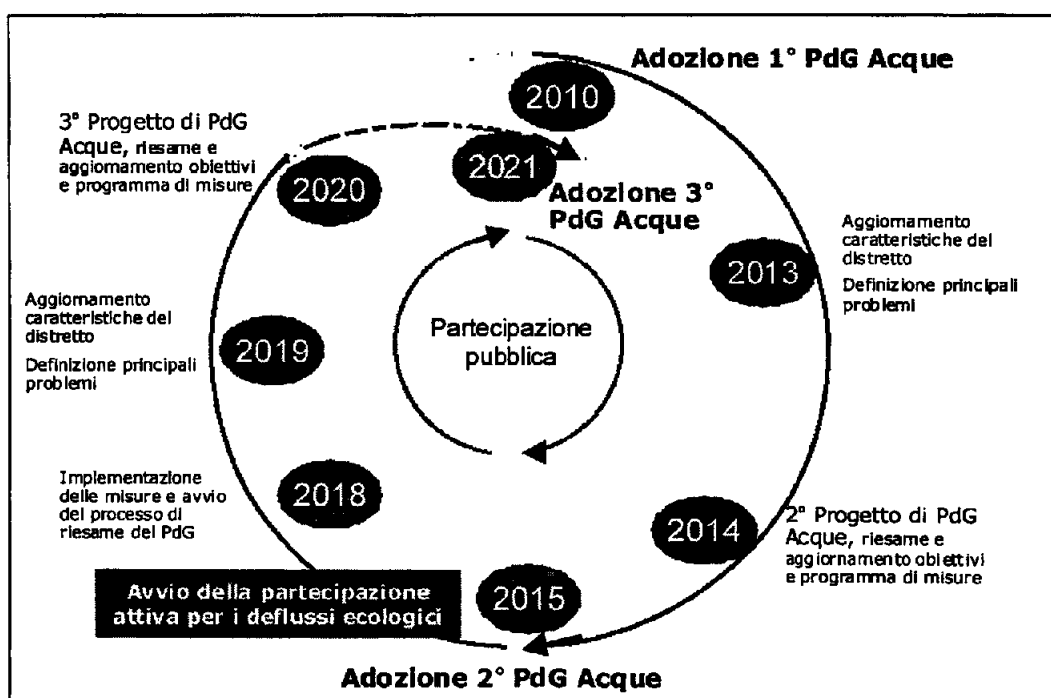 Adozione 1° PdG Acque
2010
3° Progetto di PdG
Acque, riesame e
aggiornamento obiettivi
e programma di misure
2020
2021
Adozione 3°
PdG Acque
2013
Aggiornamento
caratteristiche del
distretto
Definizione principali
problemi
Aggiornamento
caratteristiche del
distretto
Definizione principali
problemi
2019
Partecipazione
pubblica
Implementazione
delle misure e avvio
del processo di
riesame del PdG
2018
2014
2° Progetto di PdG
Acque, riesame e
aggiornamento obiettivi
e programma di misure
Avvio della partecipazione
attiva per i deflussi ecologici
2015
Adozione 2° PdG Acque